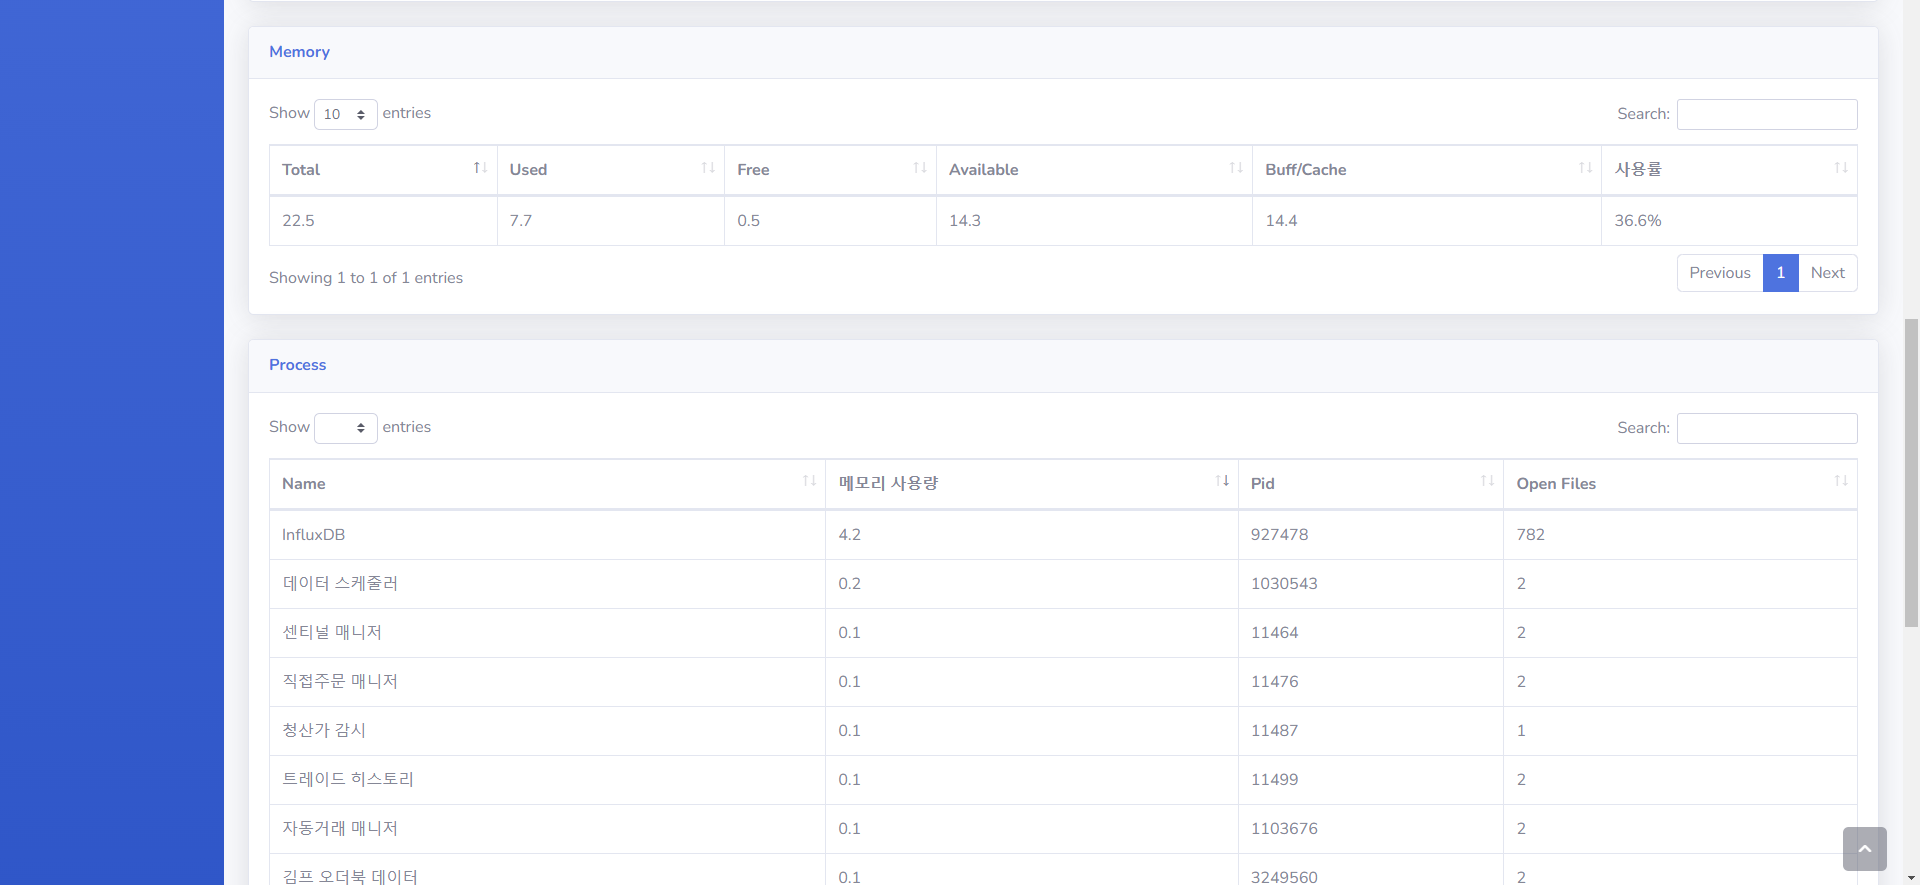 Memory
Show 10 entries Search:
Total Used Free Available Buff/Cache 사용률
22.5 7.7 0.5 14.3 14.4 36.6%
Showing 1 to 1 of 1 entries Previous 1 Next
Process
Show entries Search:
Name 메모리 사용량 Pid Open Files
InfluxDB 4.2 927478 782
데이터 스케줄러 0.2 1030543 2
센티널 매니저 0.1 11464 2
직접주문 매니저 0.1 11476 2
청산가 감시 0.1 11487 1
트레이드 히스토리 0.1 11499 2
자동거래 매니저 0.1 1103676 2
김프 오더북 데이터 0.1 3249560 2